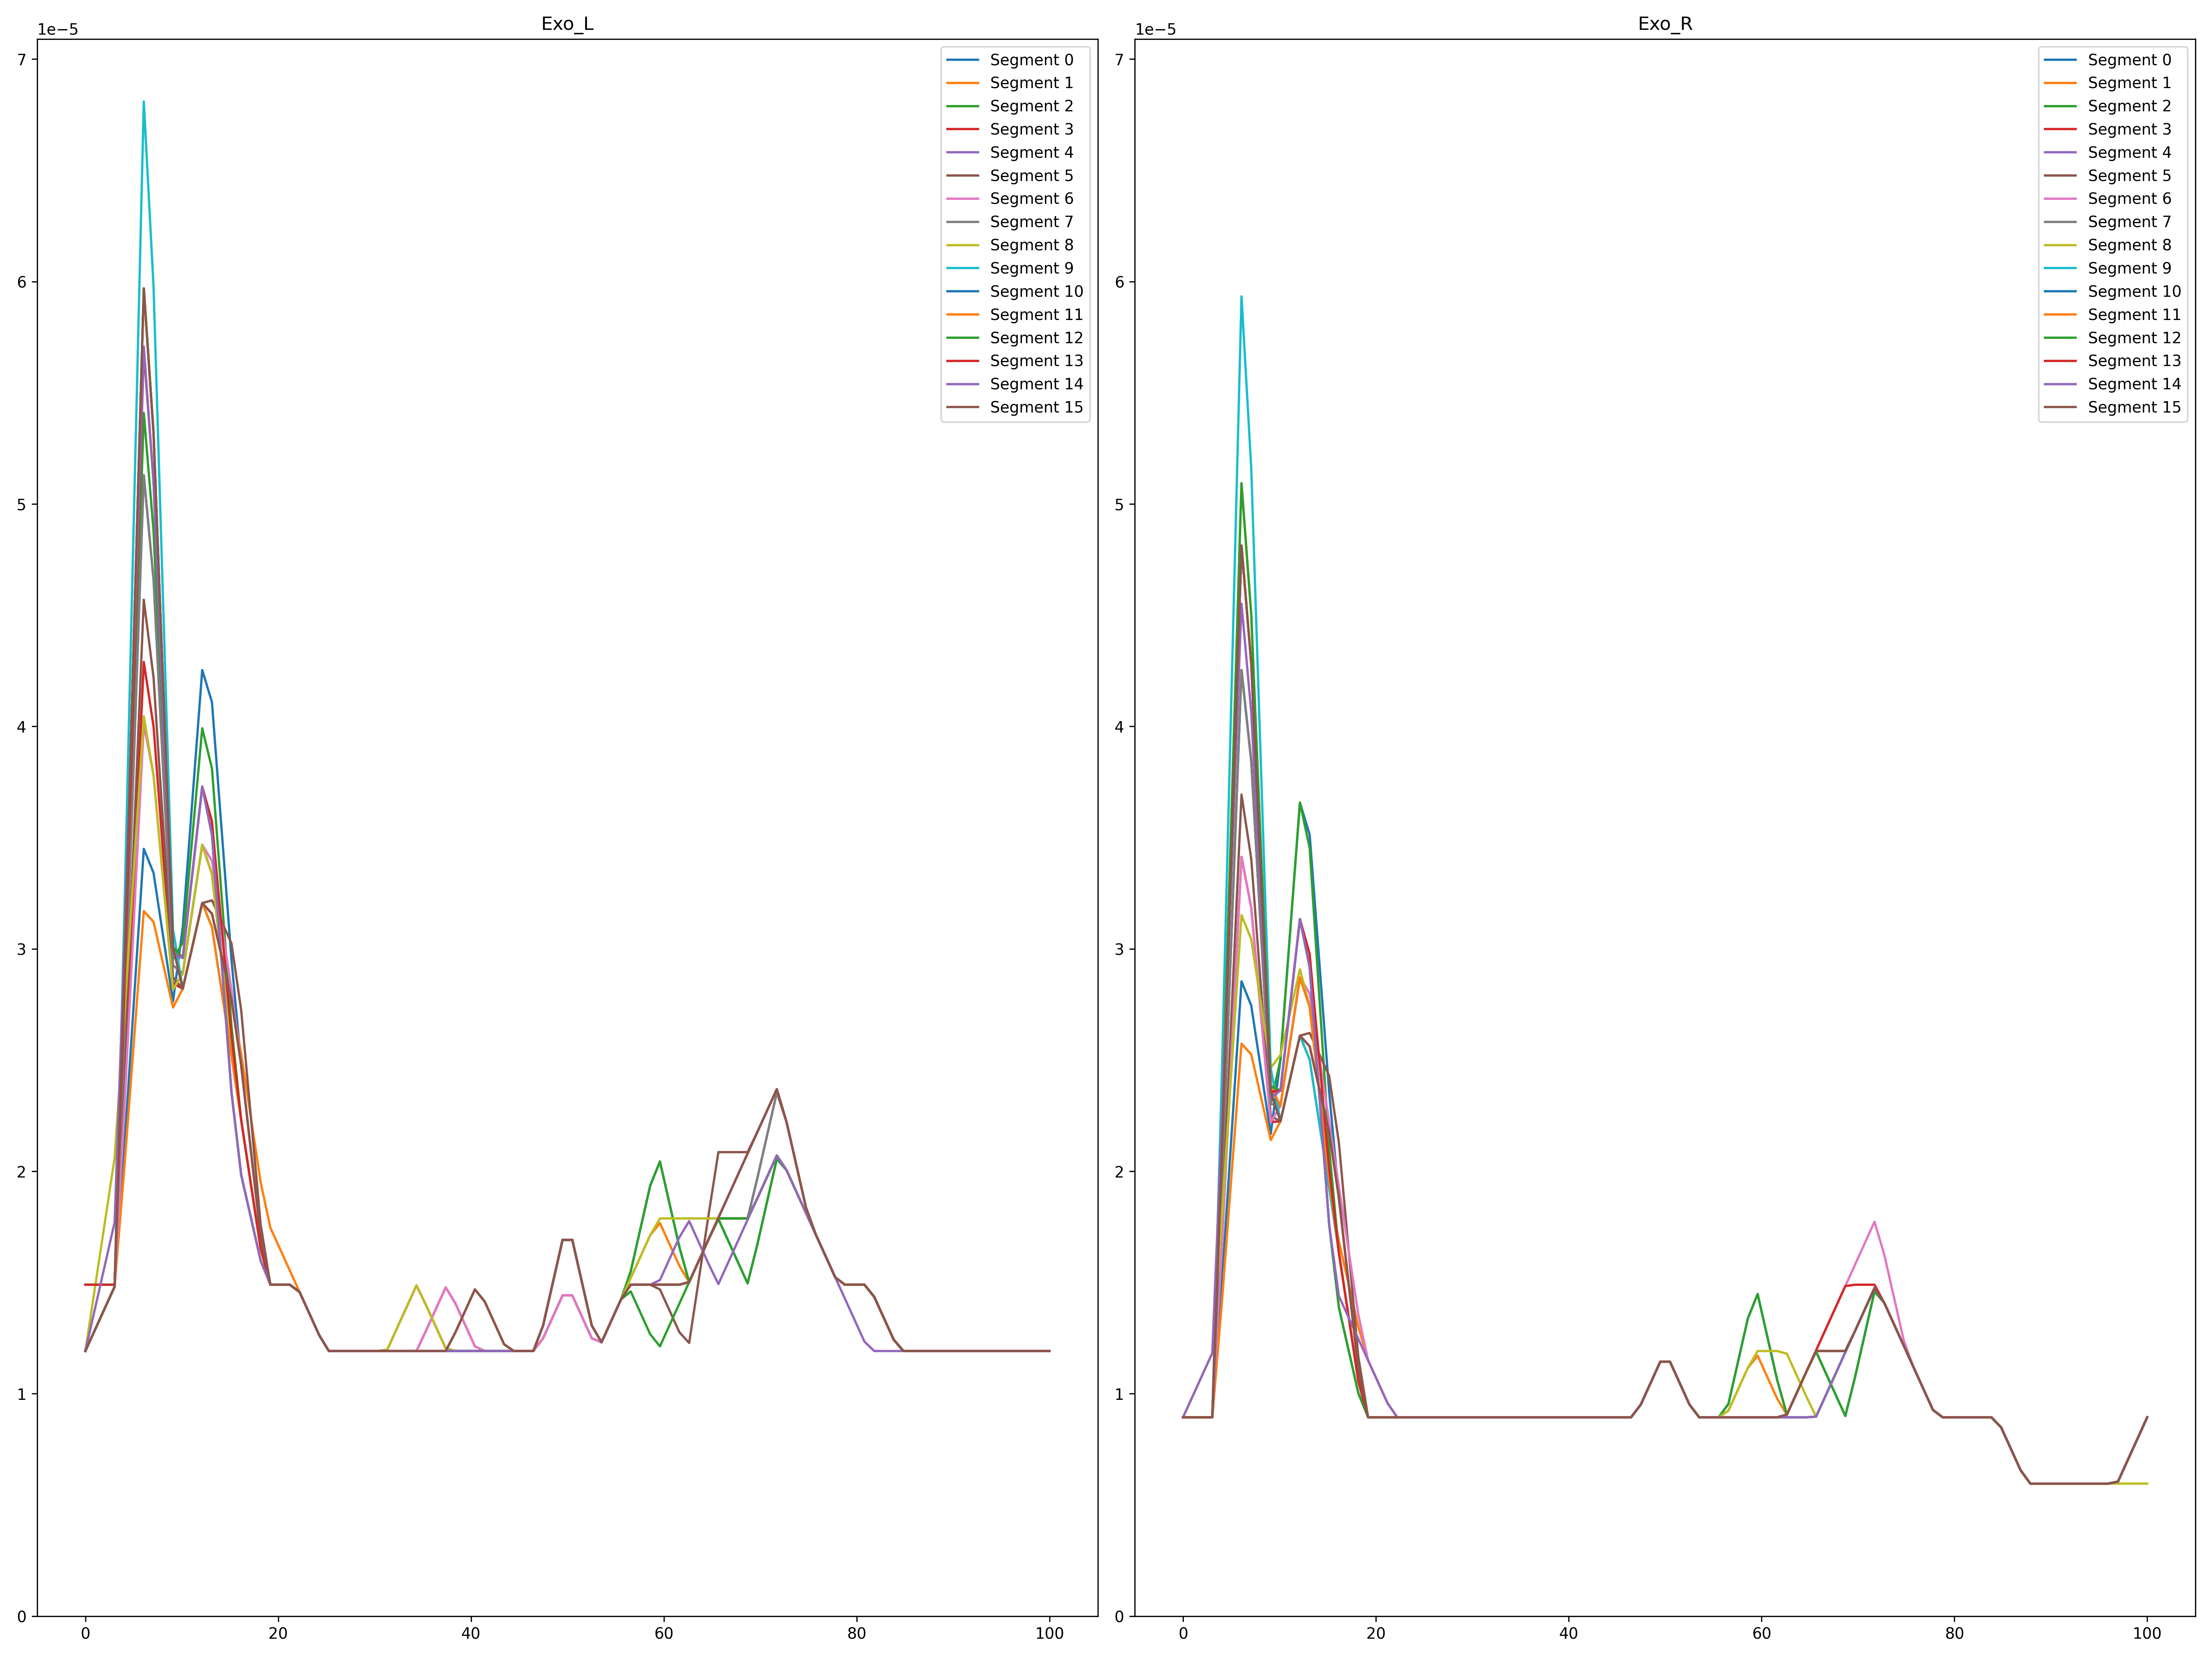 Exo_L
1e−5
7
6
5
4
3
2
1
0
0 20 40 60 80 100
Segment 0
Segment 1
Segment 2
Segment 3
Segment 4
Segment 5
Segment 6
Segment 7
Segment 8
Segment 9
Segment 10
Segment 11
Segment 12
Segment 13
Segment 14
Segment 15
Exo_R
1e−5
7
6
5
4
3
2
1
0
0 20 40 60 80 100
Segment 0
Segment 1
Segment 2
Segment 3
Segment 4
Segment 5
Segment 6
Segment 7
Segment 8
Segment 9
Segment 10
Segment 11
Segment 12
Segment 13
Segment 14
Segment 15